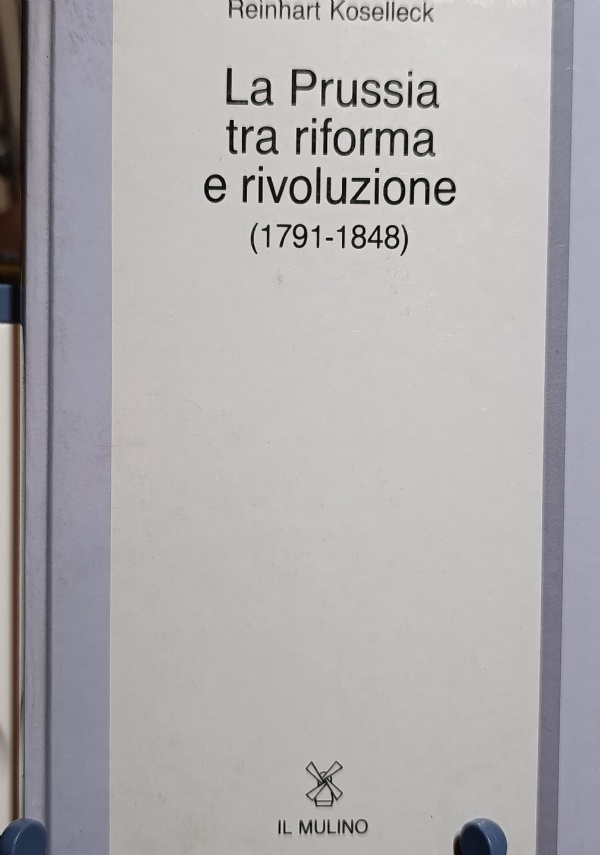 Reinhart Koselleck
La Prussia
tra riforma
e rivoluzione
(1791-1848)
IL MULINO